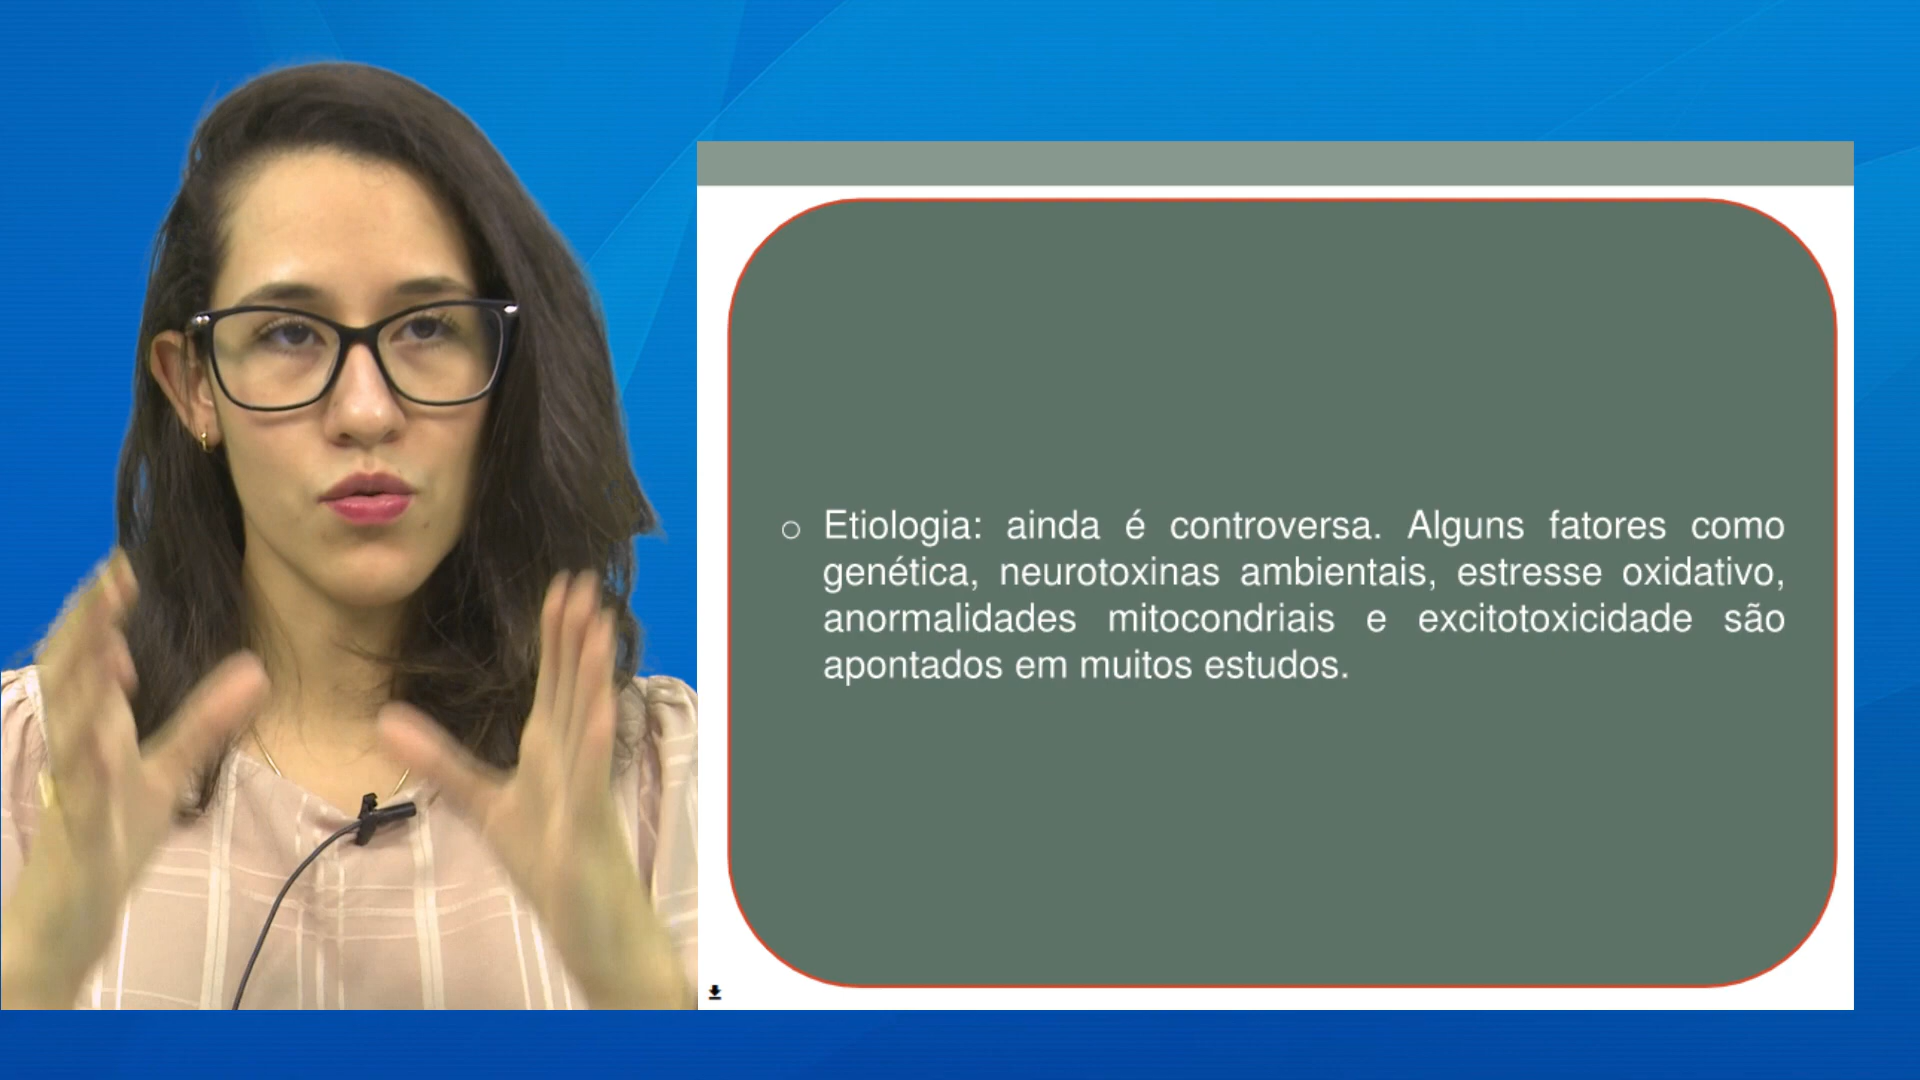 Etiologia: ainda é controversa. Alguns fatores como
genética, neurotoxinas ambientais, estresse oxidativo,
anormalidades mitocondriais e excitotoxicidade são
apontados em muitos estudos.